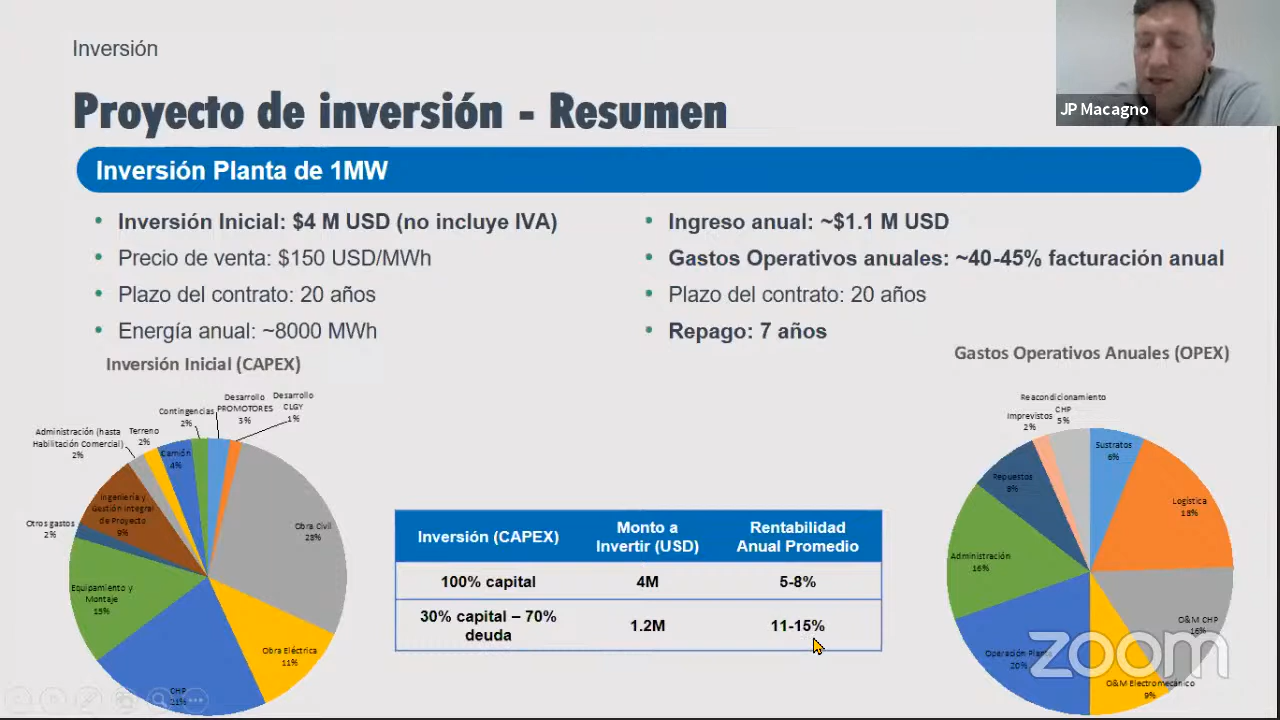 Inversión
Proyecto de inversión - Resumen
JP Macagno
Inversión Planta de 1MW
• Inversión Inicial: $4 M USD (no incluye IVA)
• Precio de venta: $150 USD/MWh
• Plazo del contrato: 20 años
• Energía anual: ~8000 MWh
• Ingreso anual: ~$1.1 M USD
• Gastos Operativos anuales: ~40-45% facturación anual
• Plazo del contrato: 20 años
• Repago: 7 años
Inversión Inicial (CAPEX)
Desarrollo
PROMOTORES
3%
Desarrollo
CLGY
1%
Contingencias
2%
Terreno
2%
Administración (hasta
Habilitación Comercial)
2%
Camión
4%
Ingeniería y
Gestión Integral
de Proyecto
9%
Otros gastos
2%
Equipamiento y
Montaje
15%
CHP
21%
Obra Eléctrica
11%
Obra Civil
28%
Inversión (CAPEX)
Monto a
Invertir (USD)
Rentabilidad
Anual Promedio
100% capital
4M
5-8%
30% capital – 70%
deuda
1.2M
11-15%
Gastos Operativos Anuales (OPEX)
Reacondicionamiento
CHP
5%
Imprevistos
2%
Sustratos
6%
Repuestos
8%
Logística
18%
Administración
16%
O&M CHP
16%
Operación Planta
20%
O&M Electromecánico
9%
zoom